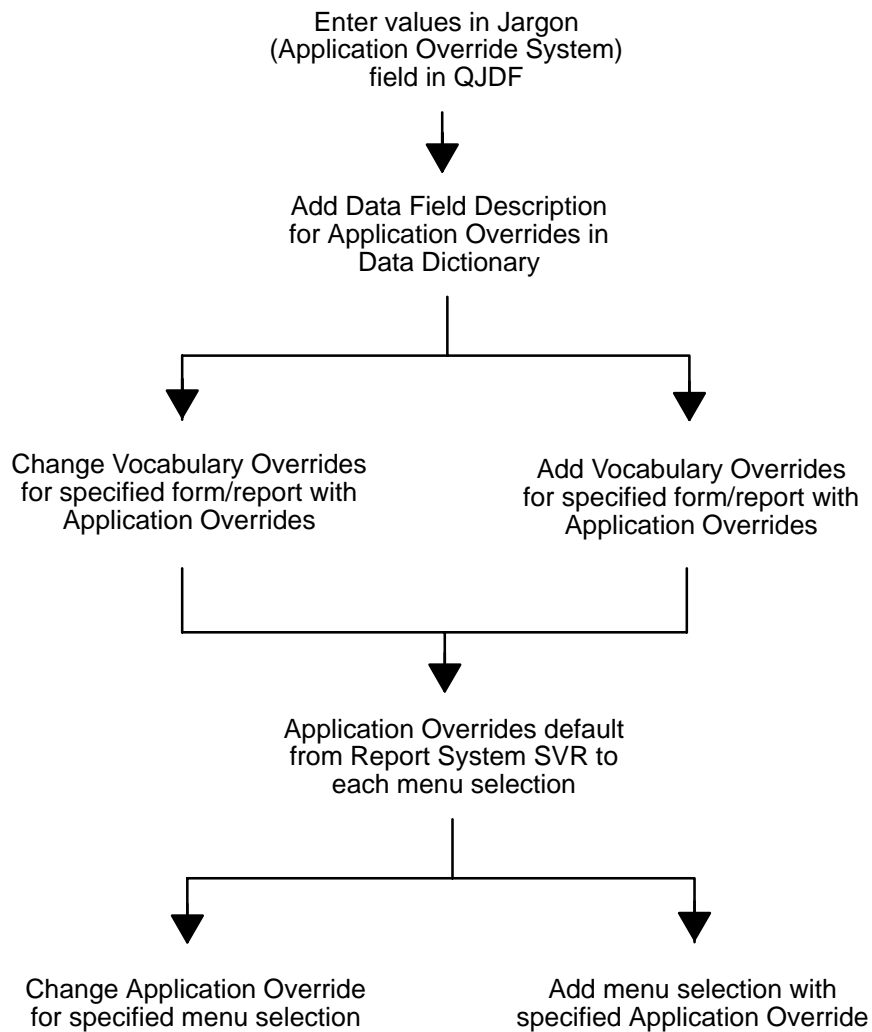 Enter values in Jargon
(Application Override System)
field in QJDF
Add Data Field Description
for Application Overrides in
Data Dictionary
Change Vocabulary Overrides
for specified form/report with
Application Overrides
Add Vocabulary Overrides
for specified form/report with
Application Overrides
Application Overrides default
from Report System SVR to
each menu selection
Change Application Override
for specified menu selection
Add menu selection with
specified Application Override